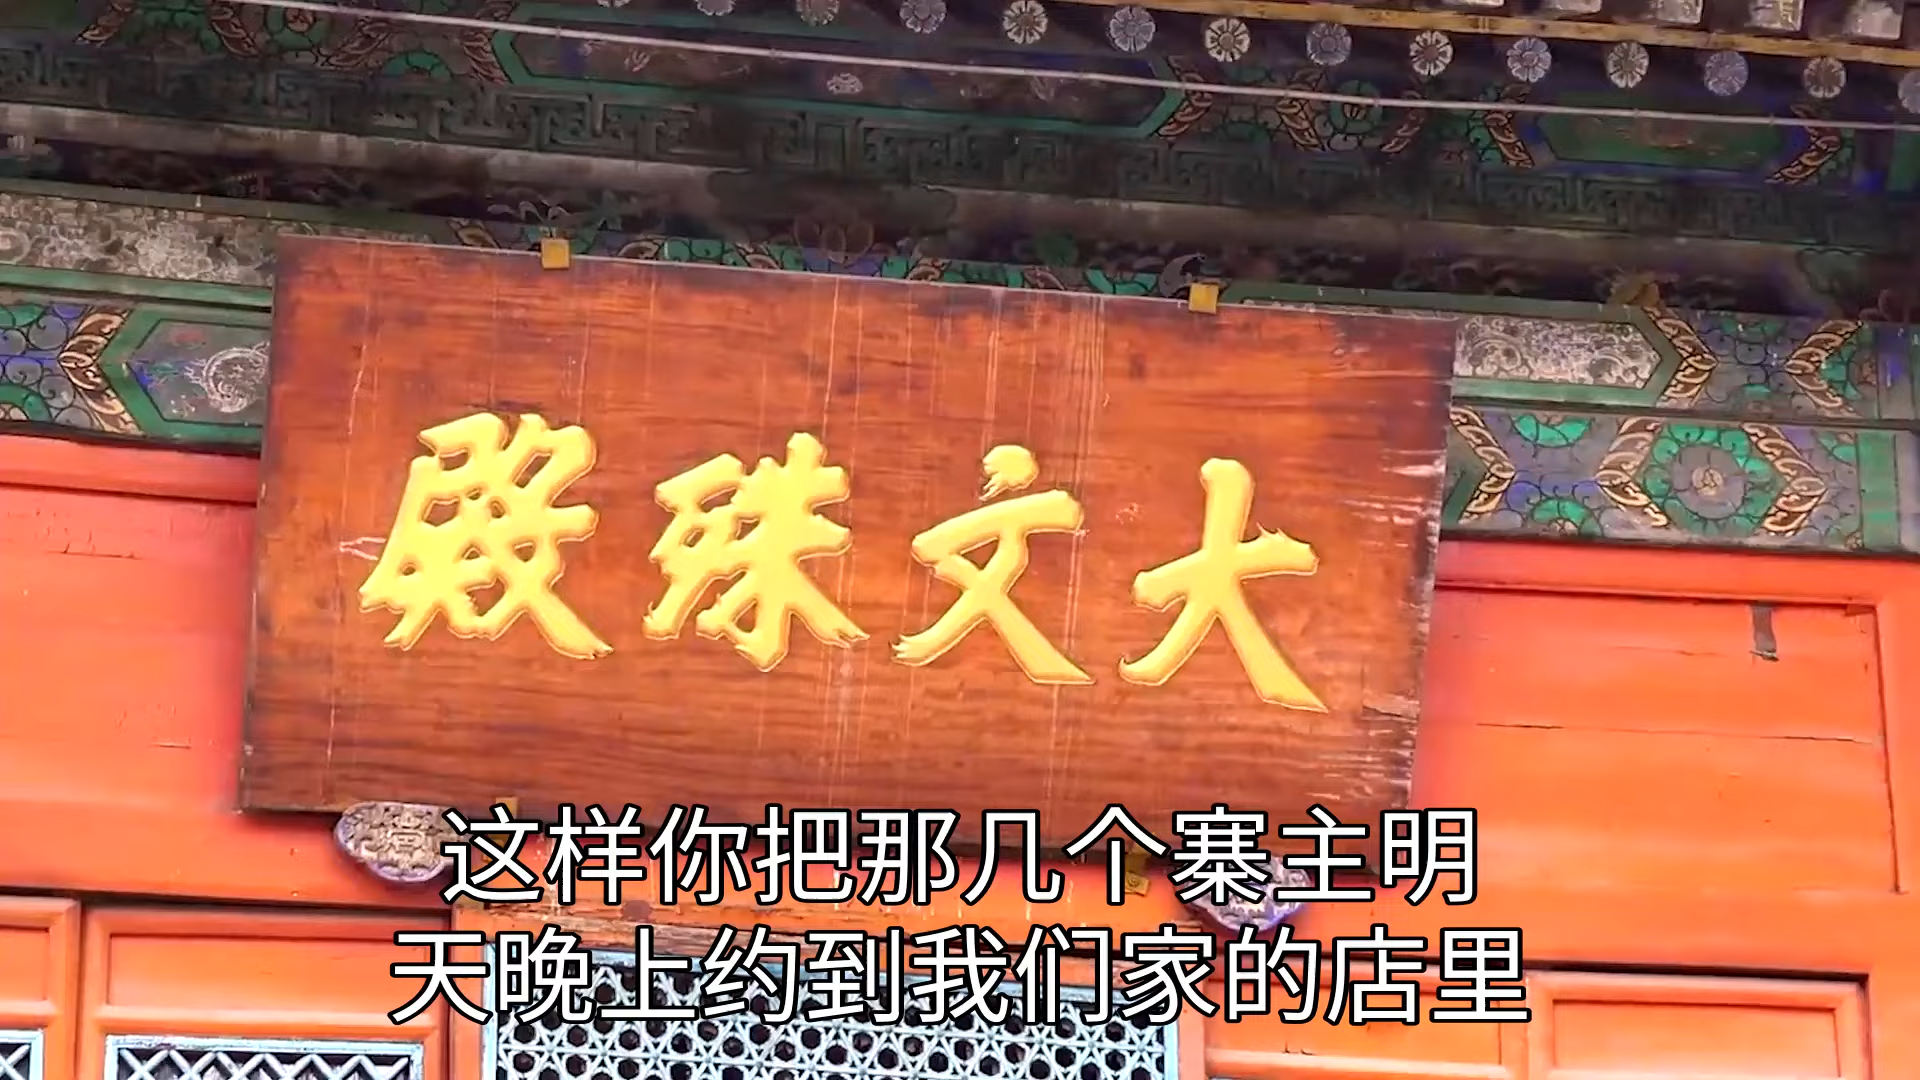 大文殊殿
这样你把那几个寨主明
天晚上约到我们家的店里